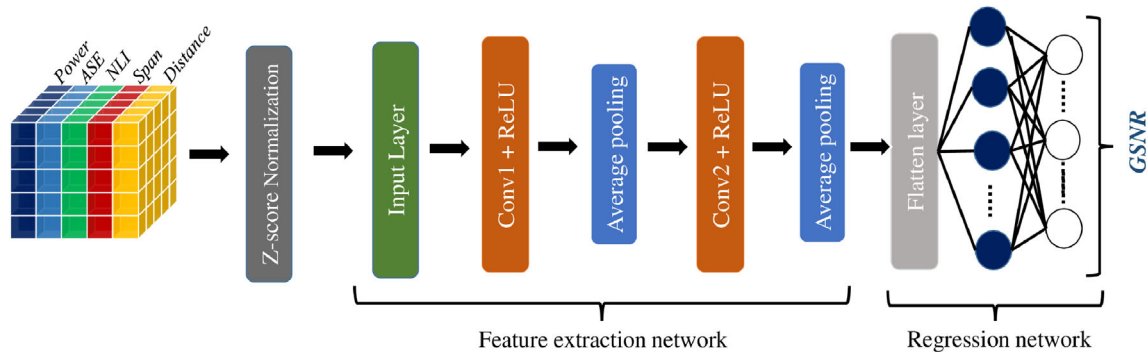 Power
ASE
NLI
Span
Distance
Z-score Normalization
Input Layer
Conv1 + ReLU
Average pooling
Conv2 + ReLU
Average pooling
Flatten layer
GSNR
Feature extraction network
Regression network